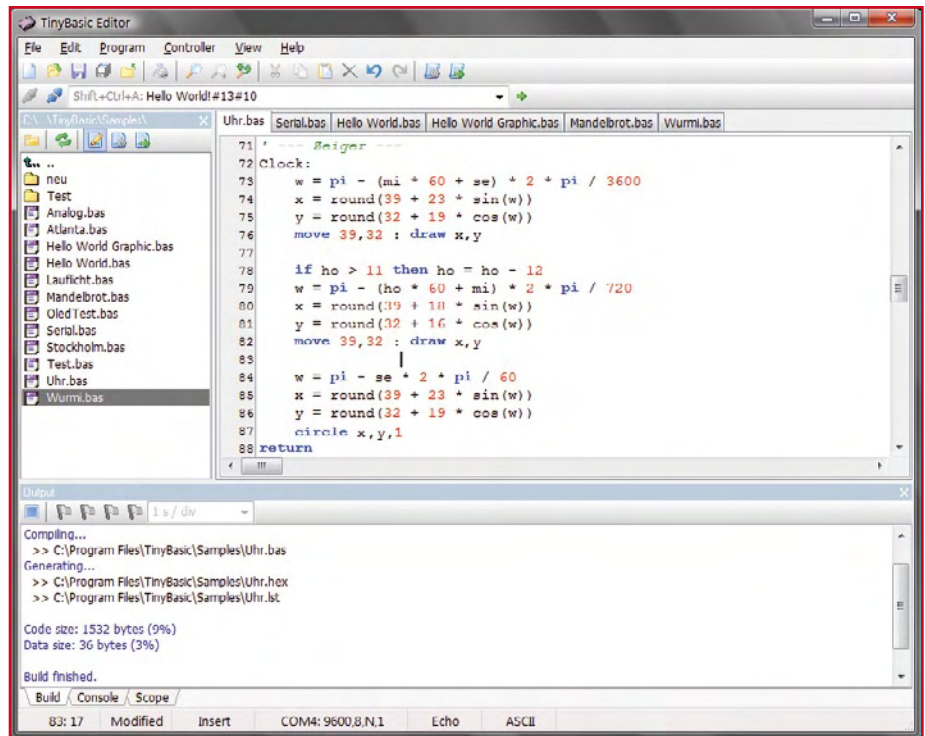 TinyBasic Editor
File Edit Program Controller View Help
Shift+Ctrl+A: Hello World!#13#10
C:\...\TinyBasic\Samples\
Uhr.bas Serial.bas Hello World.bas Hello World Graphic.bas Mandelbrot.bas Wurmi.bas
..
neu
Test
Analog.bas
Atlanta.bas
Hello World Graphic.bas
Hello World.bas
Lauflicht.bas
Mandelbrot.bas
OledTest.bas
Serial.bas
Stockholm.bas
Test.bas
Uhr.bas
Wurmi.bas
71 ' --- Zeiger ---
72 Clock:
73 w = pi - (mi * 60 + se) * 2 * pi / 3600
74 x = round(39 + 23 * sin(w))
75 y = round(32 + 19 * cos(w))
76 move 39,32 : draw x,y
77
78 if ho > 11 then ho = ho - 12
79 w = pi - (ho * 60 + mi) * 2 * pi / 720
80 x = round(39 + 18 * sin(w))
81 y = round(32 + 16 * cos(w))
82 move 39,32 : draw x,y
83
84 w = pi - se * 2 * pi / 60
85 x = round(39 + 23 * sin(w))
86 y = round(32 + 19 * cos(w))
87 circle x,y,1
88 return
Output
1 s / div
Compiling...
>> C:\Program Files\TinyBasic\Samples\Uhr.bas
Generating...
>> C:\Program Files\TinyBasic\Samples\Uhr.hex
>> C:\Program Files\TinyBasic\Samples\Uhr.lst
Code size: 1532 bytes (9%)
Data size: 36 bytes (3%)
Build finished.
Build Console Scope
83: 17 Modified Insert COM4: 9600,8,N,1 Echo ASCII